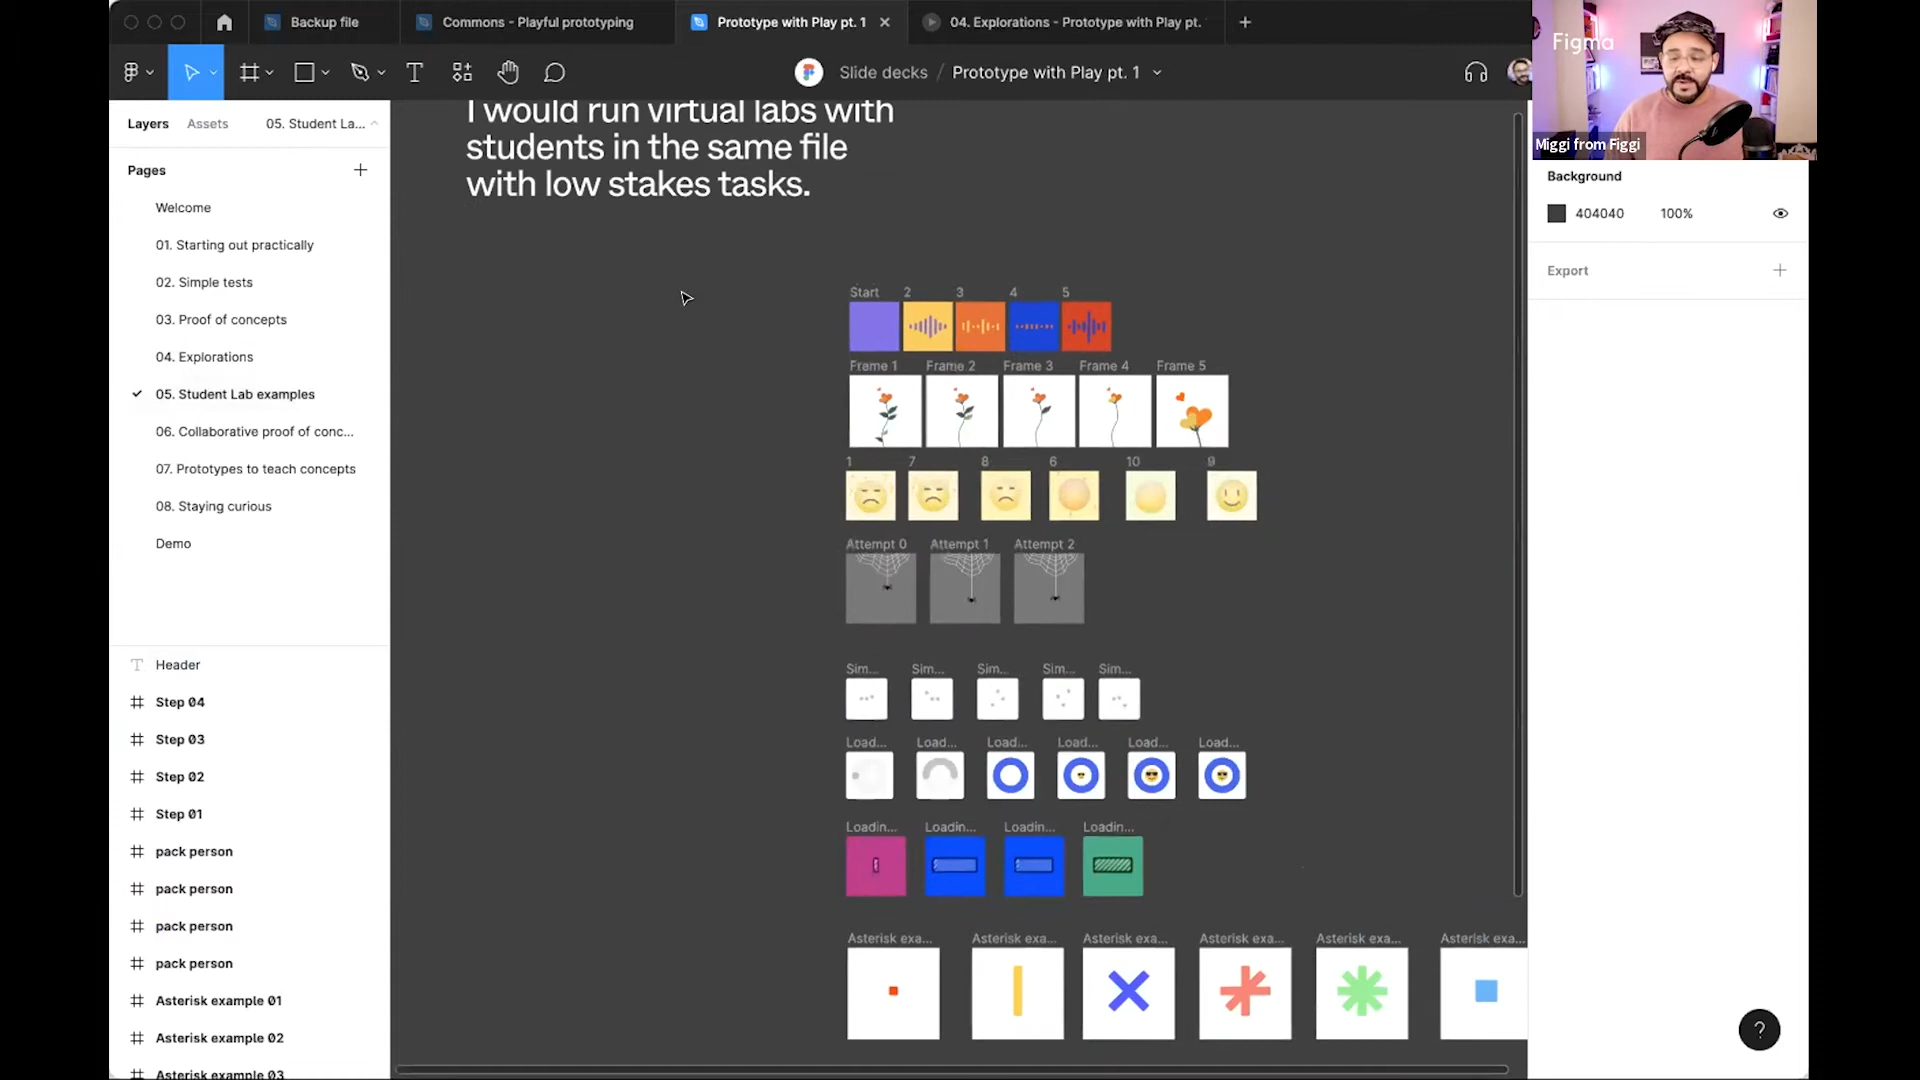 Backup file
Commons - Playful prototyping
Prototype with Play pt. 1
04. Explorations - Prototype with Play pt.
Figma
Slide decks / Prototype with Play pt. 1
Miggi from Figgi
Layers
Assets
05. Student La...
Pages
Welcome
01. Starting out practically
02. Simple tests
03. Proof of concepts
04. Explorations
05. Student Lab examples
06. Collaborative proof of conc...
07. Prototypes to teach concepts
08. Staying curious
Demo
Header
Step 04
Step 03
Step 02
Step 01
pack person
pack person
pack person
pack person
Asterisk example 01
Asterisk example 02
Asterisk example 03
I would run virtual labs with
students in the same file
with low stakes tasks.
Start 2 3 4 5
Frame 1 Frame 2 Frame 3 Frame 4 Frame 5
1 7 8 6 10 9
Attempt 0 Attempt 1 Attempt 2
Sim... Sim... Sim... Sim... Sim...
Load... Load... Load... Load... Load... Load...
Loadin... Loadin... Loadin... Loadin...
Asterisk exa... Asterisk exa... Asterisk exa... Asterisk exa... Asterisk exa... Asterisk exa...
Background
404040 100%
Export
?